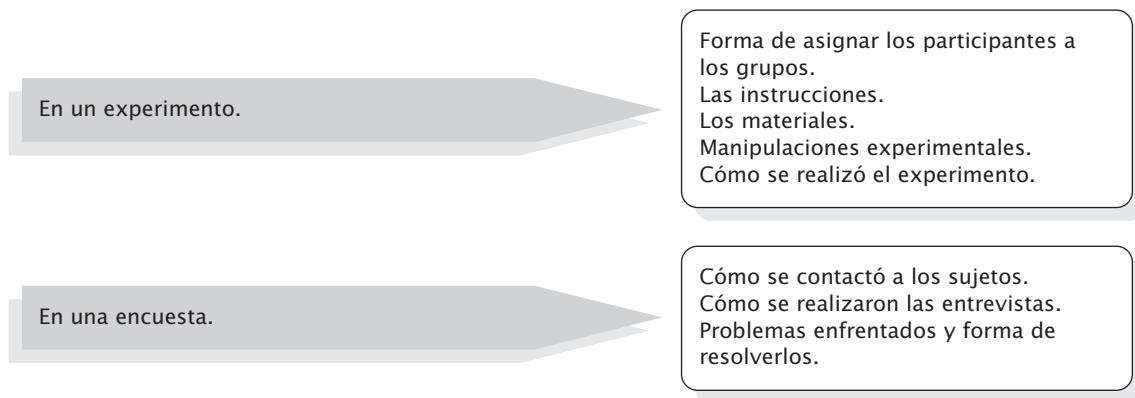 En un experimento.
Forma de asignar los participantes a
los grupos.
Las instrucciones.
Los materiales.
Manipulaciones experimentales.
Cómo se realizó el experimento.
En una encuesta.
Cómo se contactó a los sujetos.
Cómo se realizaron las entrevistas.
Problemas enfrentados y forma de
resolverlos.